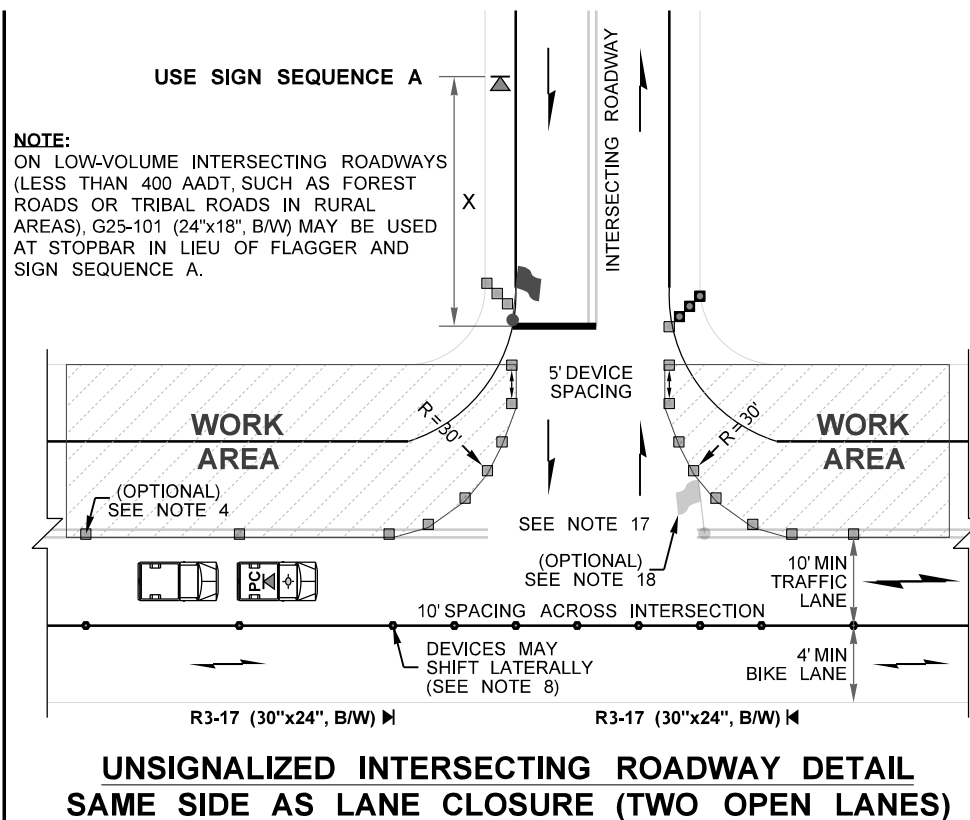 USE SIGN SEQUENCE A
NOTE:
ON LOW-VOLUME INTERSECTING ROADWAYS
(LESS THAN 400 AADT, SUCH AS FOREST
ROADS OR TRIBAL ROADS IN RURAL
AREAS), G25-101 (24"x18", B/W) MAY BE USED
AT STOPBAR IN LIEU OF FLAGGER AND
SIGN SEQUENCE A.
X
INTERSECTING ROADWAY
5' DEVICE
SPACING
WORK
AREA
R=30'
R=30'
WORK
AREA
(OPTIONAL)
SEE NOTE 4
SEE NOTE 17
(OPTIONAL)
SEE NOTE 18
10' MIN
TRAFFIC
LANE
PC
10' SPACING ACROSS INTERSECTION
DEVICES MAY
SHIFT LATERALLY
(SEE NOTE 8)
4' MIN
BIKE LANE
R3-17 (30"x24", B/W)
R3-17 (30"x24", B/W)
UNSIGNALIZED INTERSECTING ROADWAY DETAIL
SAME SIDE AS LANE CLOSURE (TWO OPEN LANES)